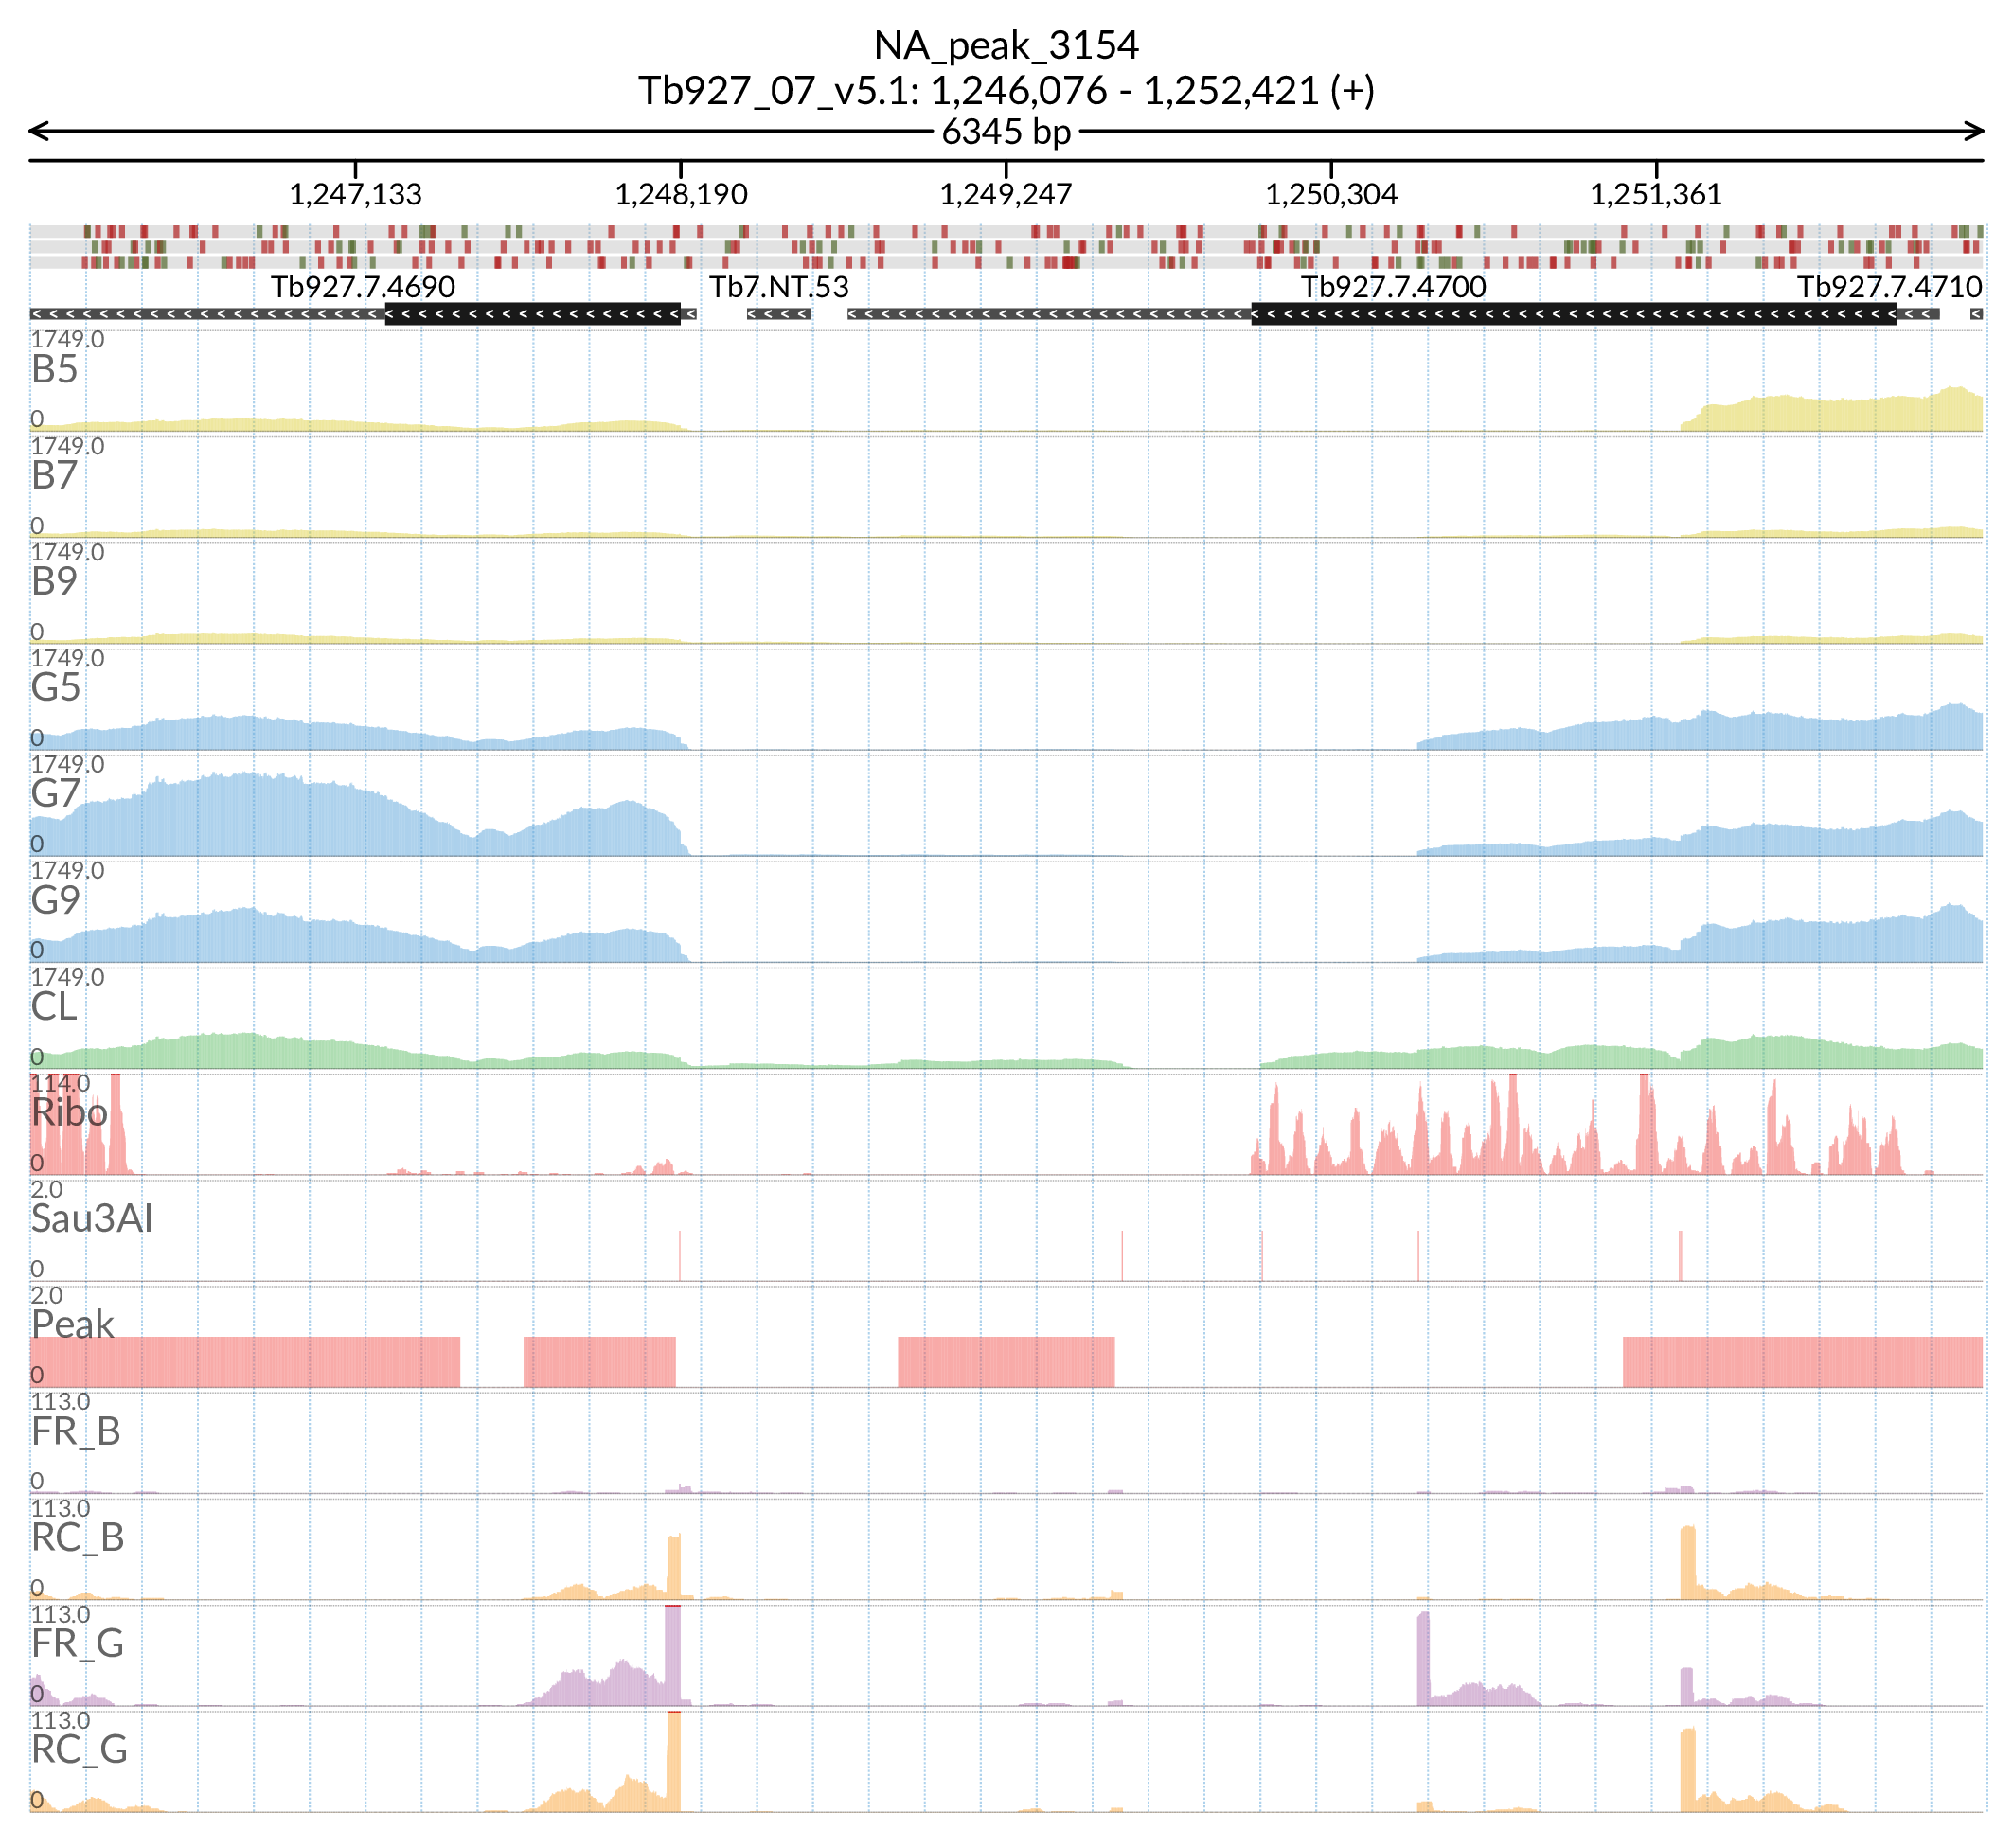 NA_peak_3154
Tb927_07_v5.1: 1,246,076 - 1,252,421 (+)
6345 bp
1,247,133 1,248,190 1,249,247 1,250,304 1,251,361
Tb927.7.4690 Tb7.NT.53 Tb927.7.4700 Tb927.7.4710
1749.0
B5
0
1749.0
B7
0
1749.0
B9
0
1749.0
G5
0
1749.0
G7
0
1749.0
G9
0
1749.0
CL
0
114.0
Ribo
0
2.0
Sau3AI
0
2.0
Peak
0
113.0
FR_B
0
113.0
RC_B
0
113.0
FR_G
0
113.0
RC_G
0